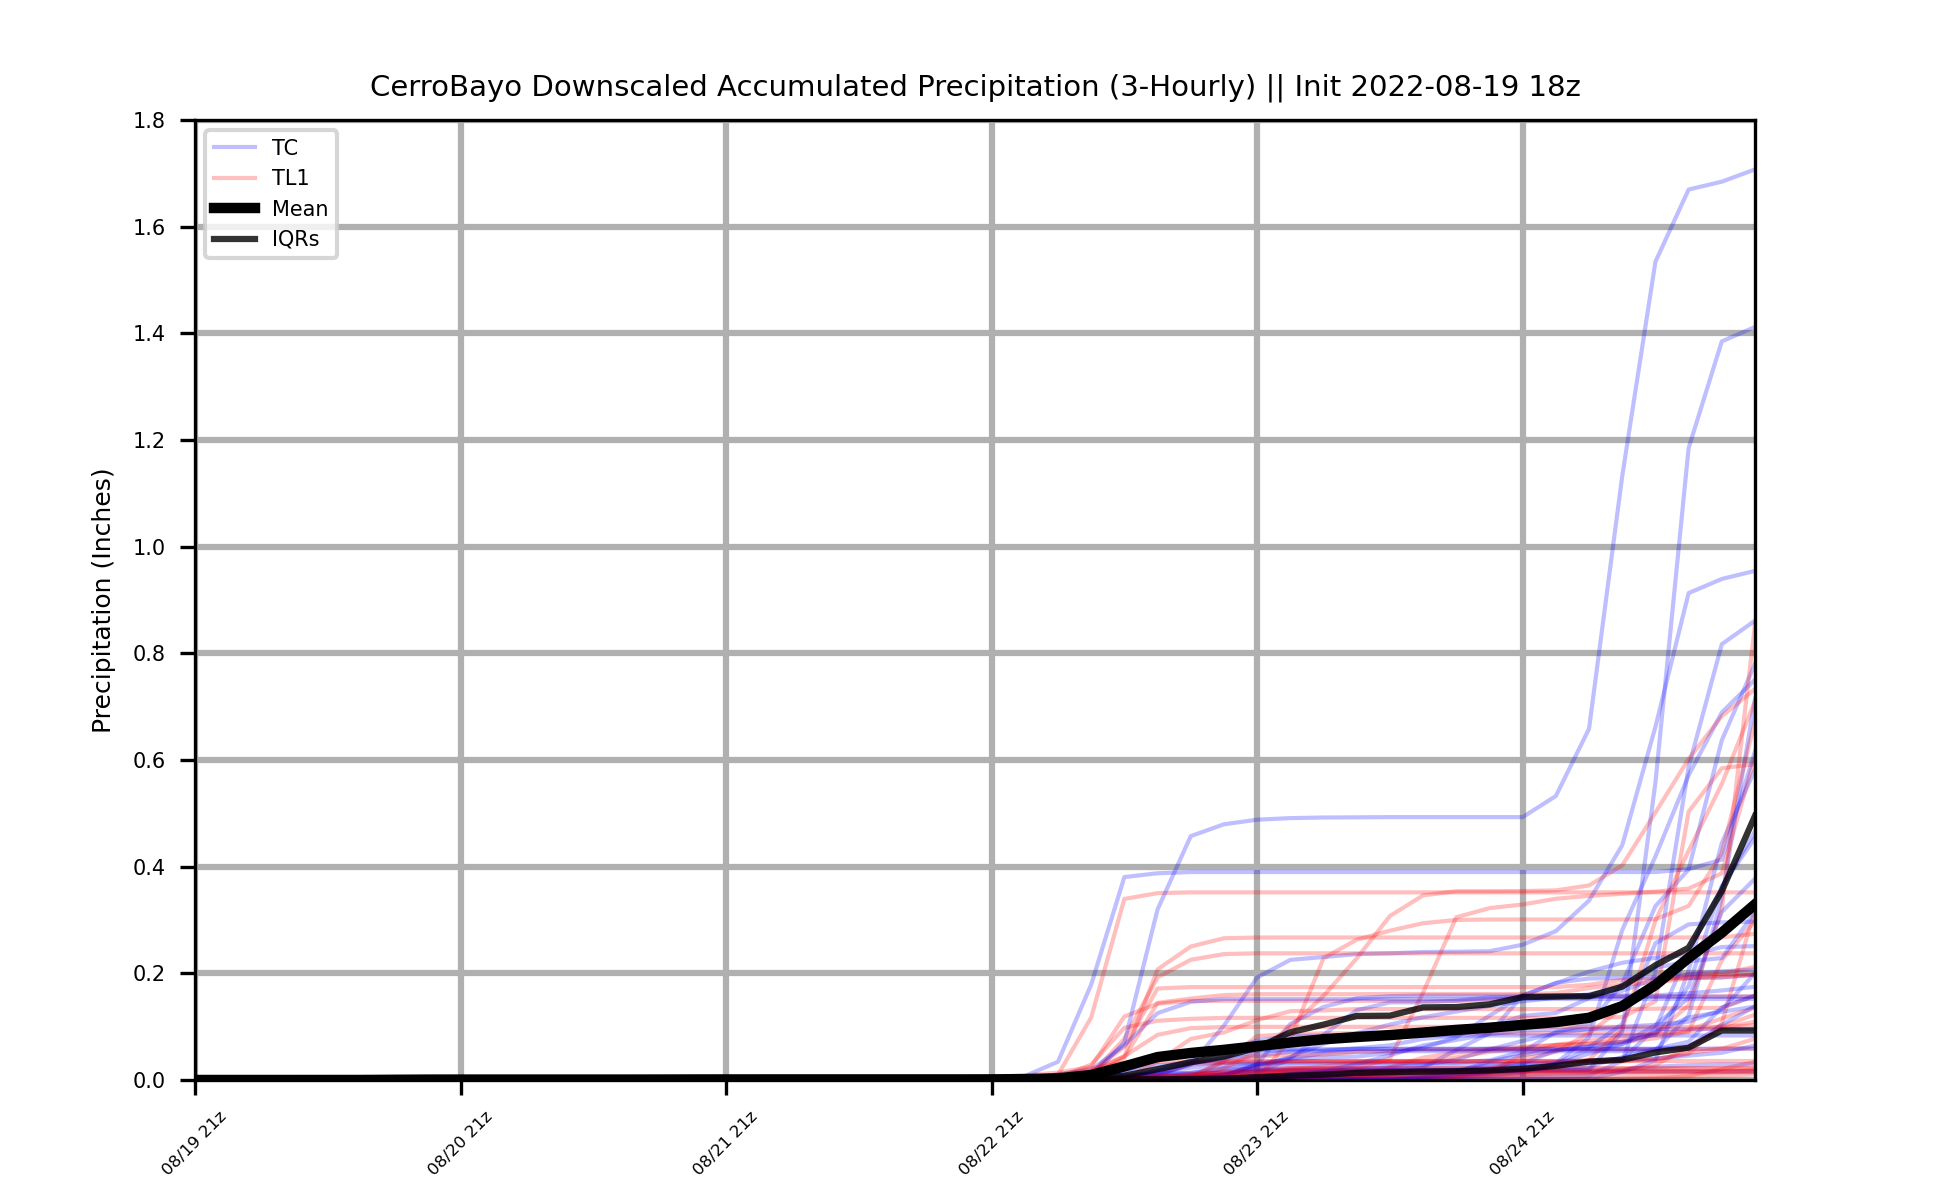 CerroBayo Downscaled Accumulated Precipitation (3-Hourly) || Init 2022-08-19 18z
TC
TL1
Mean
IQRs
Precipitation (Inches)
1.8
1.6
1.4
1.2
1.0
0.8
0.6
0.4
0.2
0.0
08/19 21z
08/20 21z
08/21 21z
08/22 21z
08/23 21z
08/24 21z